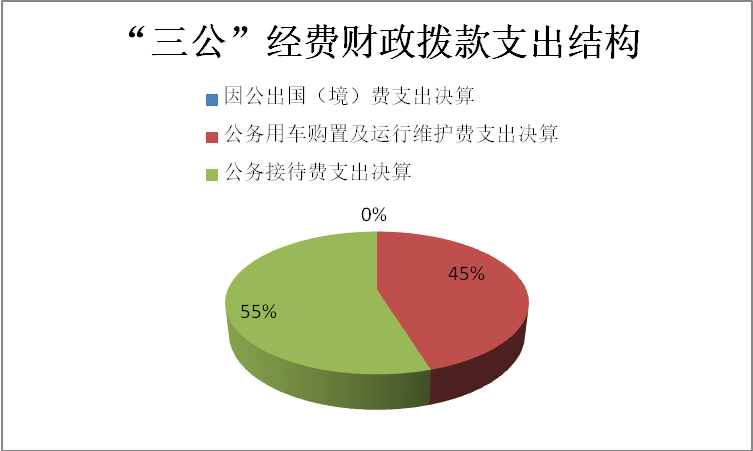 “三公”经费财政拨款支出结构
因公出国（境）费支出决算
公务用车购置及运行维护费支出决算
公务接待费支出决算
0%
45%
55%